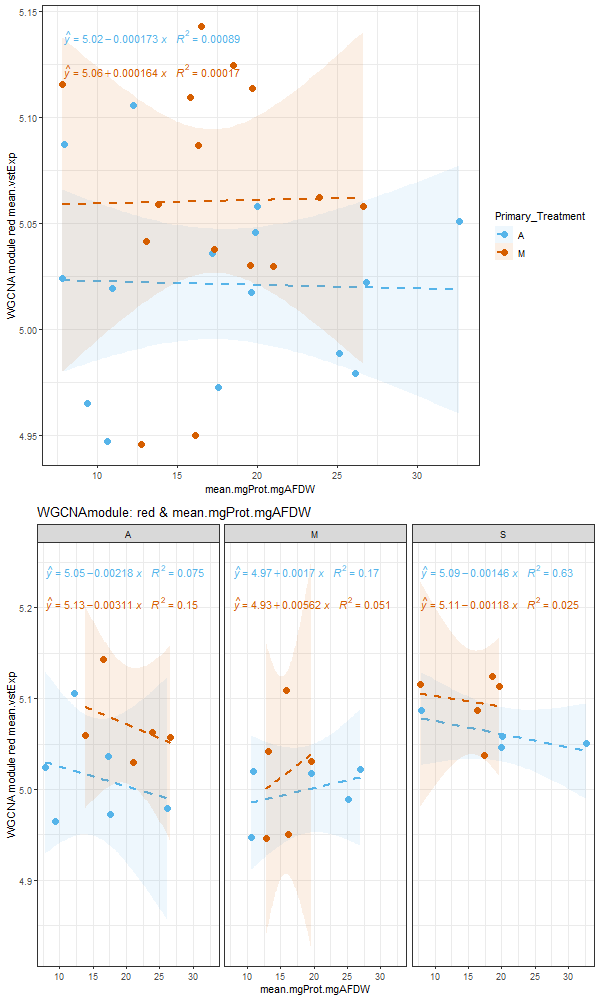 5.15
ŷ = 5.02 − 0.000173 x R² = 0.00089
ŷ = 5.06 + 0.000164 x R² = 0.00017
5.10
5.05
5.00
4.95
WGCNA module red mean.vstExp
10 15 20 25 30
mean.mgProt.mgAFDW
Primary_Treatment
A
M
WGCNAmodule: red & mean.mgProt.mgAFDW
A M S
ŷ = 5.05 − 0.00218 x R² = 0.075
ŷ = 5.13 − 0.00311 x R² = 0.15
ŷ = 4.97 + 0.0017 x R² = 0.17
ŷ = 4.93 + 0.00562 x R² = 0.051
ŷ = 5.09 − 0.00146 x R² = 0.63
ŷ = 5.11 − 0.00118 x R² = 0.025
5.2
5.1
5.0
4.9
WGCNA module red mean.vstExp
10 15 20 25 30 10 15 20 25 30 10 15 20 25 30
mean.mgProt.mgAFDW